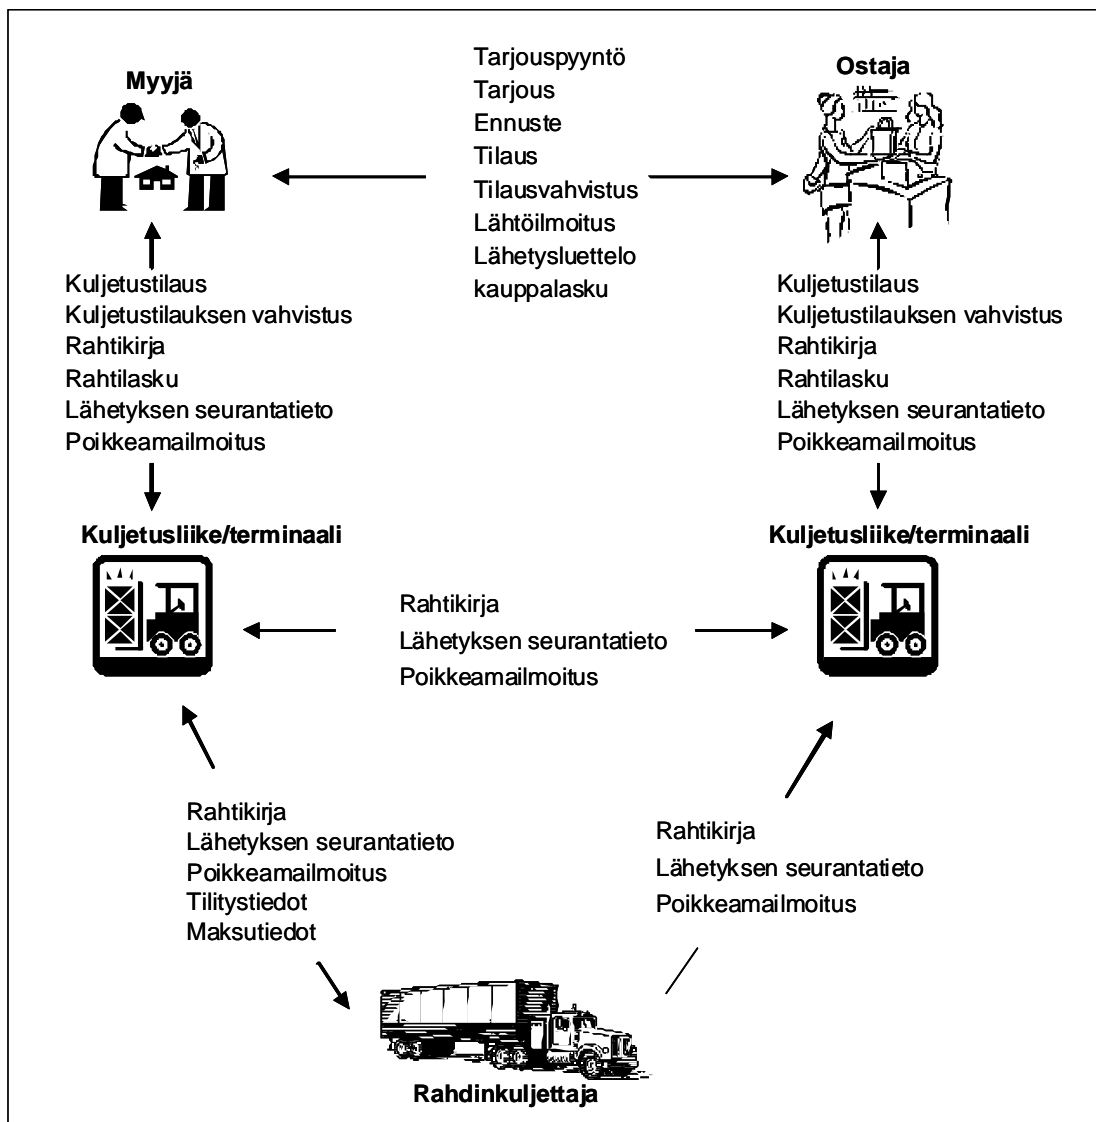 Myyjä
Tarjouspyyntö
Tarjous
Ennuste
Tilaus
Tilausvahvistus
Lähtöilmoitus
Lähetysluettelo
kauppalasku
Ostaja
Kuljetustilaus
Kuljetustilauksen vahvistus
Rahtikirja
Rahtilasku
Lähetyksen seurantatieto
Poikkeamailmoitus
Kuljetustilaus
Kuljetustilauksen vahvistus
Rahtikirja
Rahtilasku
Lähetyksen seurantatieto
Poikkeamailmoitus
Kuljetusliike/terminaali
Kuljetusliike/terminaali
Rahtikirja
Lähetyksen seurantatieto
Poikkeamailmoitus
Rahtikirja
Lähetyksen seurantatieto
Poikkeamailmoitus
Tilitystiedot
Maksutiedot
Rahtikirja
Lähetyksen seurantatieto
Poikkeamailmoitus
Rahdinkuljettaja